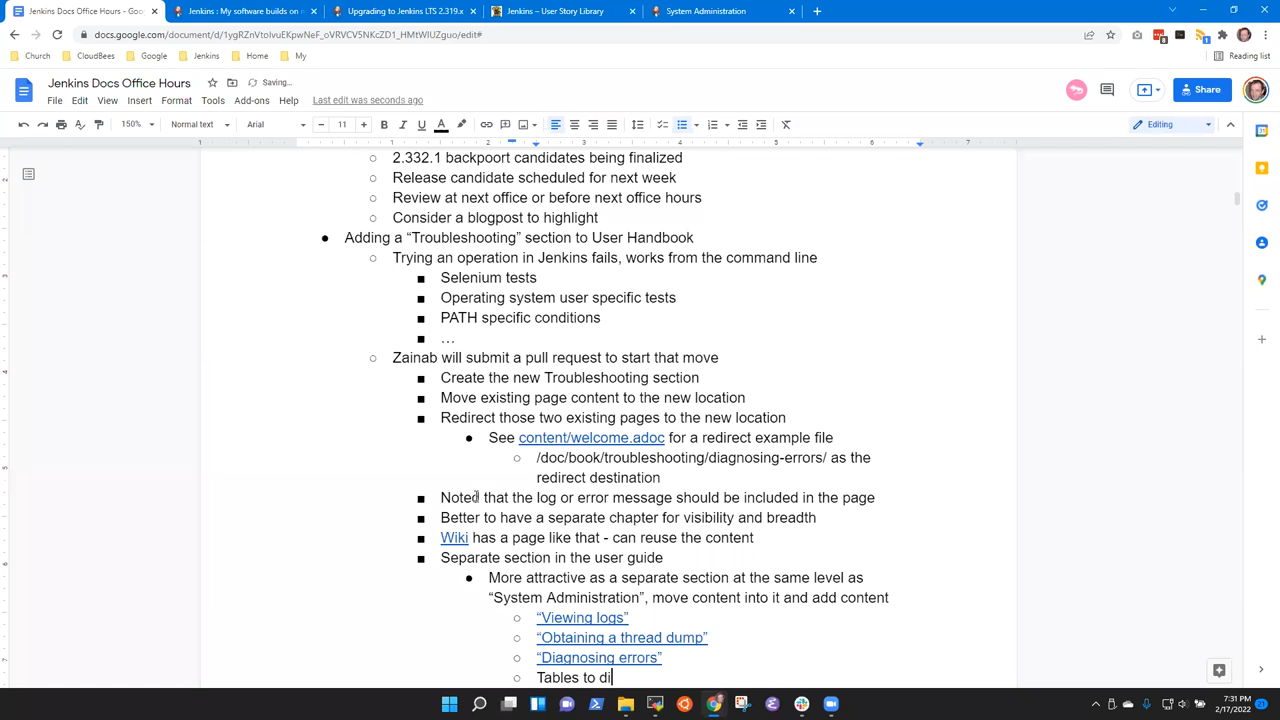 Jenkins Docs Office Hours - Goo
Jenkins : My software builds on m
Upgrading to Jenkins LTS 2.319.x
Jenkins – User Story Library
System Administration
docs.google.com/document/d/1ygRZnVtoIvuEKpwNeF_oVRVCV5NKcZD1_HMtWIUZguo/edit#
Church
CloudBees
Google
Jenkins
Home
My
Reading list
Jenkins Docs Office Hours
Saving...
File Edit View Insert Format Tools Add-ons Help Last edit was seconds ago
Share
150% Normal text Arial 11 Editing
2.332.1 backpoort candidates being finalized
Release candidate scheduled for next week
Review at next office or before next office hours
Consider a blogpost to highlight
Adding a “Troubleshooting” section to User Handbook
Trying an operation in Jenkins fails, works from the command line
Selenium tests
Operating system user specific tests
PATH specific conditions
…
Zainab will submit a pull request to start that move
Create the new Troubleshooting section
Move existing page content to the new location
Redirect those two existing pages to the new location
See content/welcome.adoc for a redirect example file
/doc/book/troubleshooting/diagnosing-errors/ as the
redirect destination
Noted that the log or error message should be included in the page
Better to have a separate chapter for visibility and breadth
Wiki has a page like that - can reuse the content
Separate section in the user guide
More attractive as a separate section at the same level as
“System Administration”, move content into it and add content
“Viewing logs”
“Obtaining a thread dump”
“Diagnosing errors”
Tables to di
7:31 PM
2/17/2022